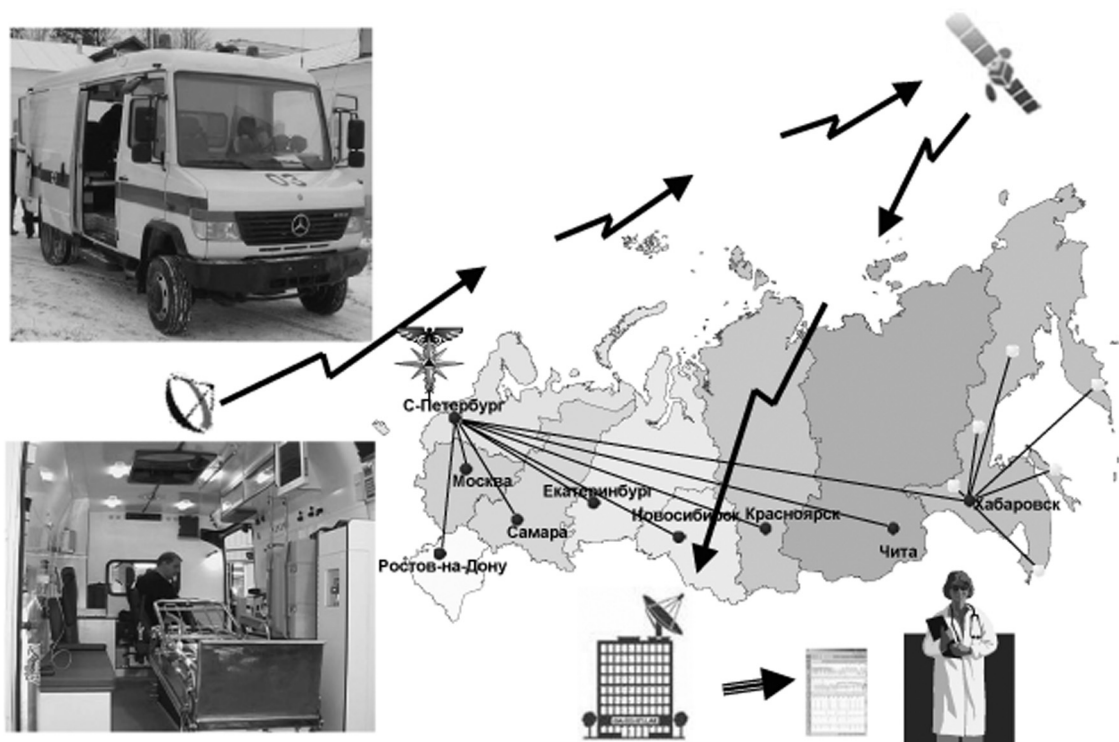 03
С-Петербург
Москва
Екатеринбург
Новосибирск
Красноярск
Хабаровск
Самара
Чита
Ростов-на-Дону